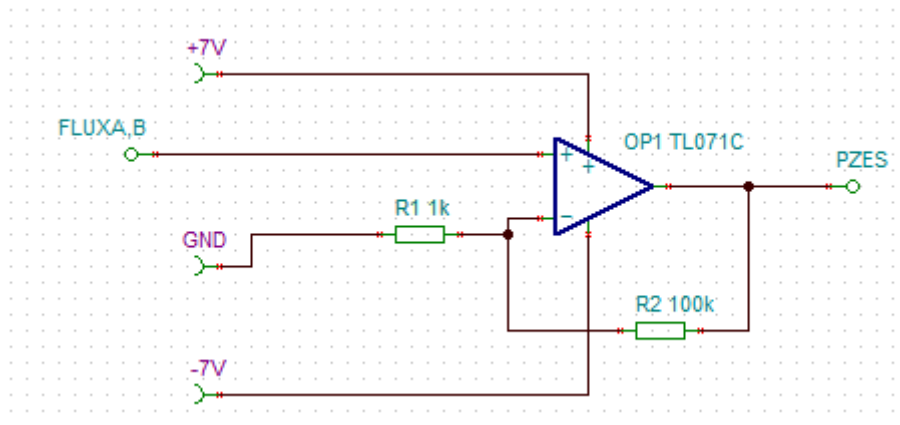 +7V
FLUXA,B
OP1 TL071C
PZES
R1 1k
GND
R2 100k
-7V